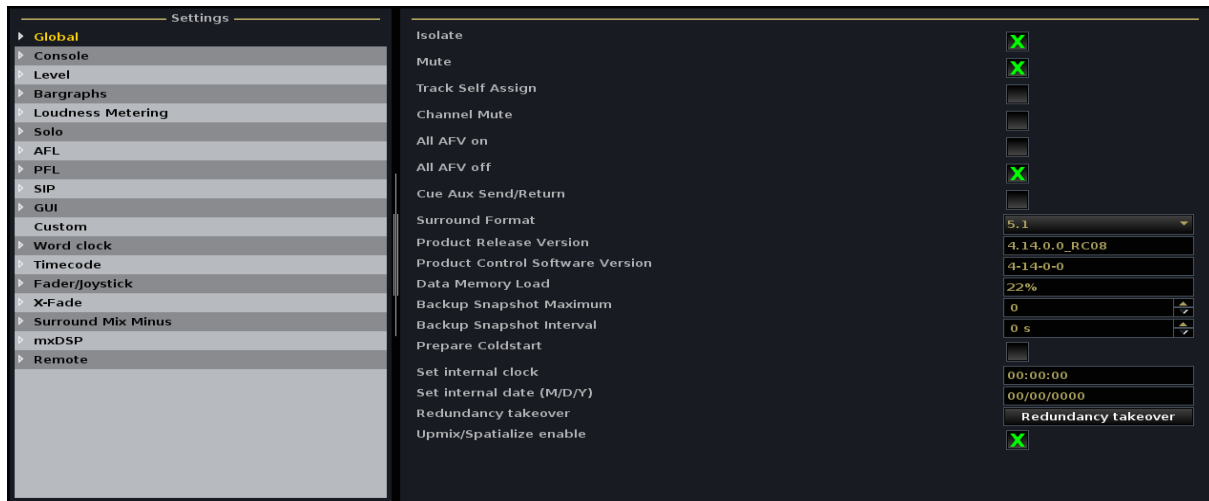 Settings
Global
Console
Level
Bargraphs
Loudness Metering
Solo
AFL
PFL
SIP
GUI
Custom
Word clock
Timecode
Fader/Joystick
X-Fade
Surround Mix Minus
mxDSP
Remote
Isolate X
Mute X
Track Self Assign
Channel Mute
All AFV on
All AFV off X
Cue Aux Send/Return
Surround Format 5.1
Product Release Version 4.14.0.0_RC08
Product Control Software Version 4-14-0-0
Data Memory Load 22%
Backup Snapshot Maximum 0
Backup Snapshot Interval 0 s
Prepare Coldstart
Set internal clock 00:00:00
Set internal date (M/D/Y) 00/00/0000
Redundancy takeover Redundancy takeover
Upmix/Spatialize enable X